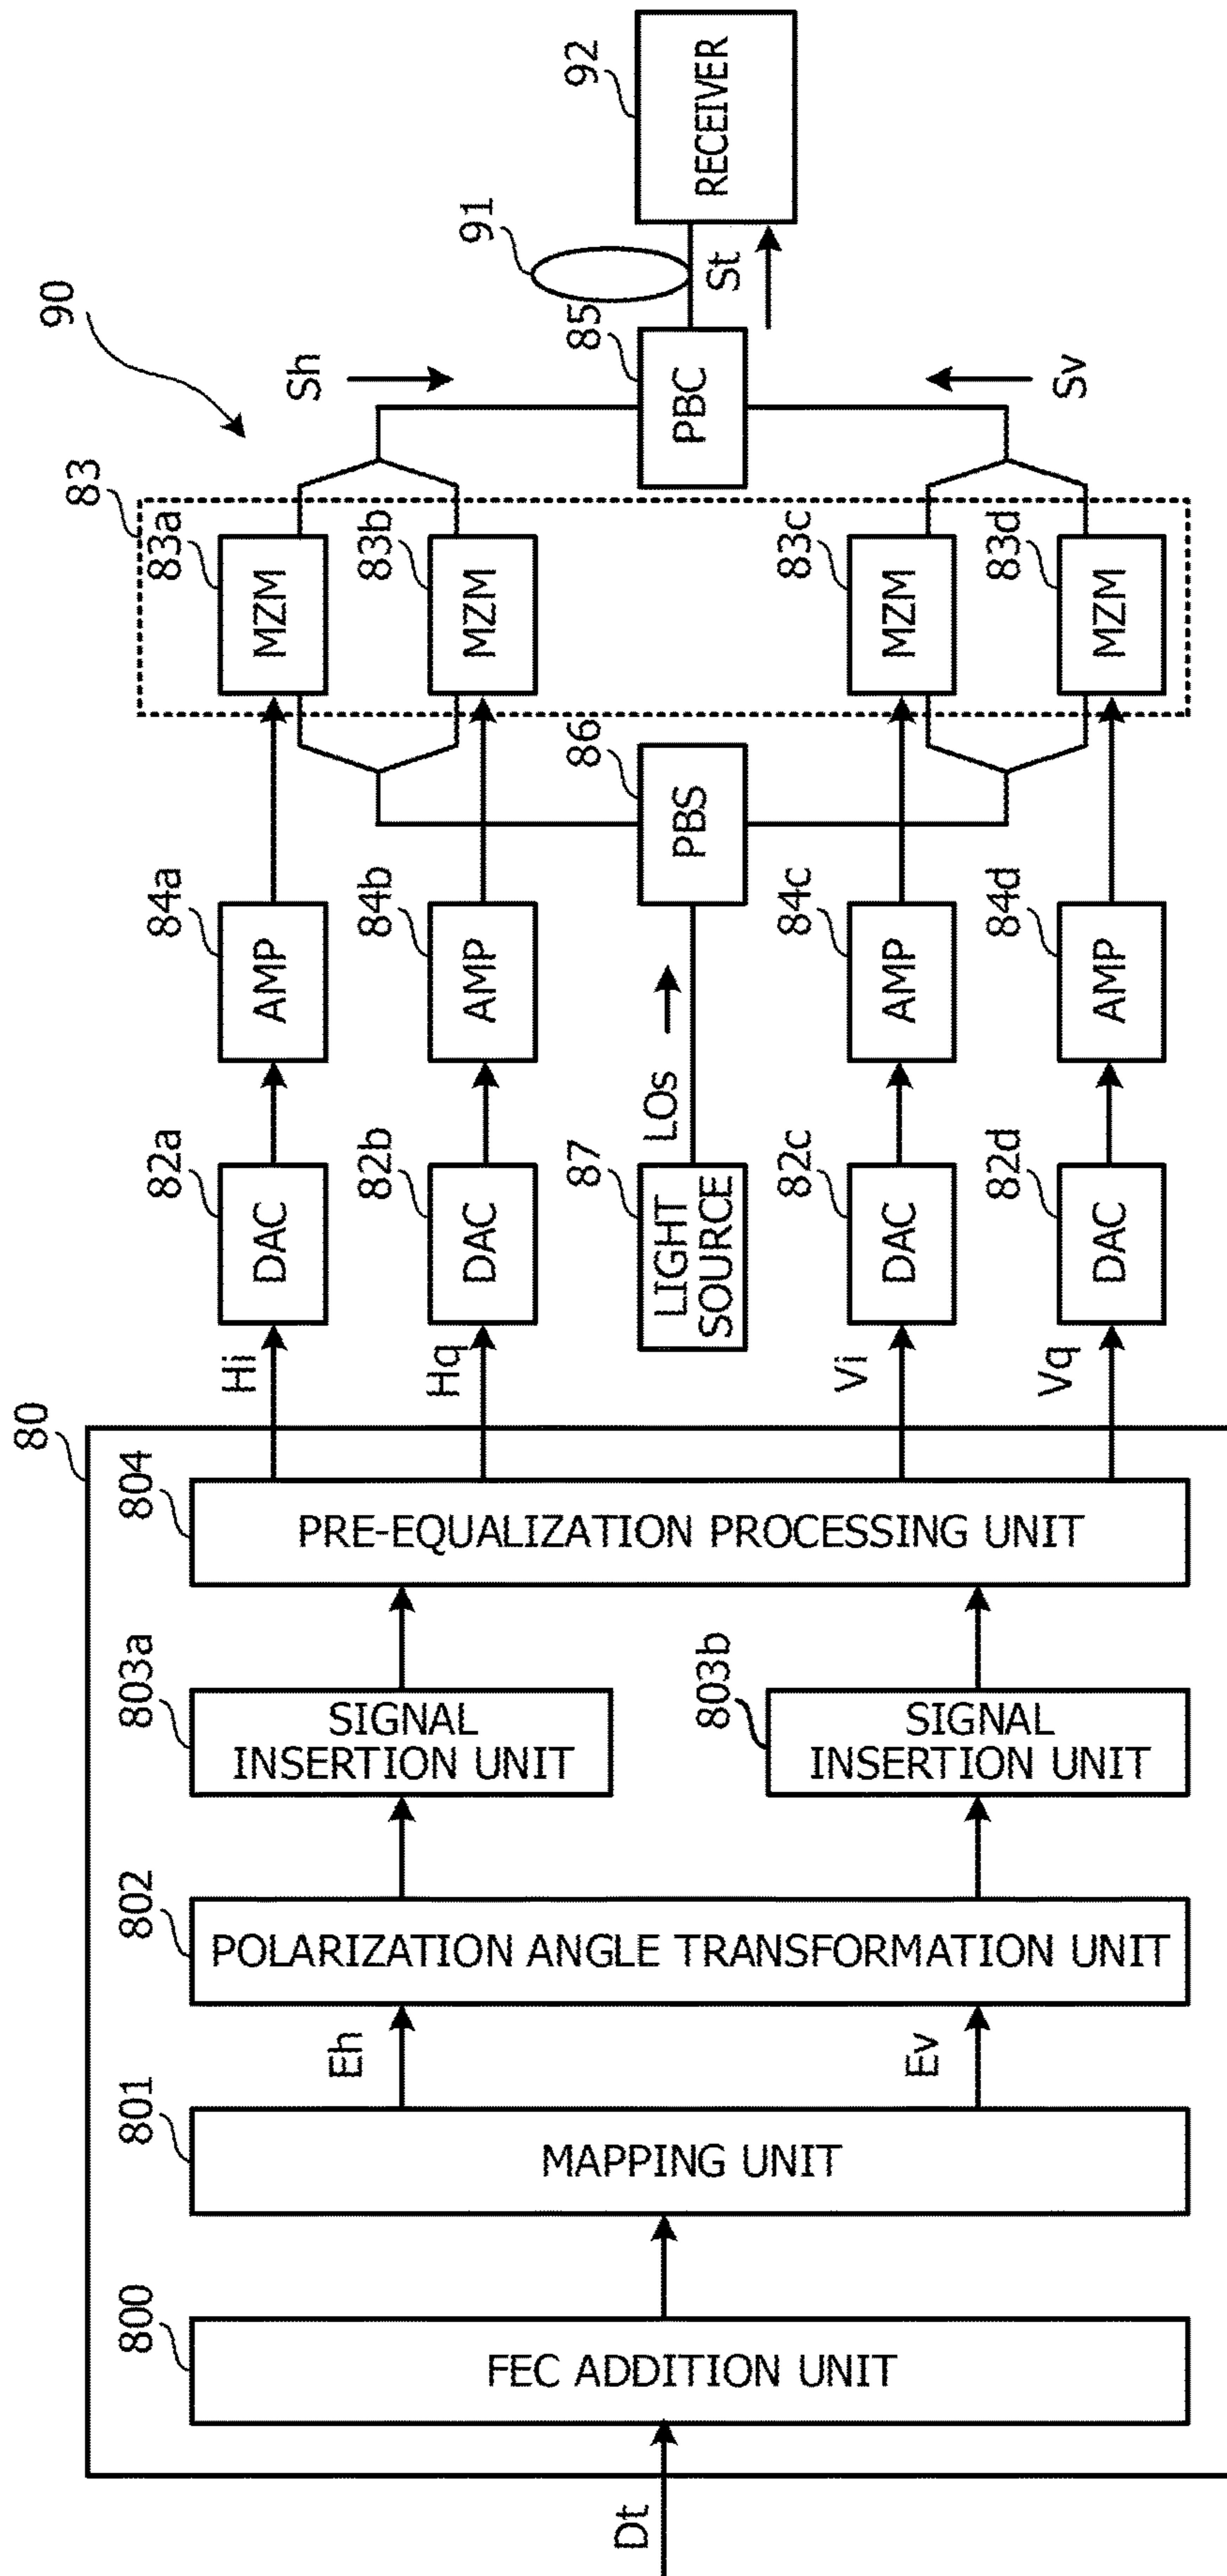 90
80
83
Dt
800
FEC ADDITION UNIT
801
MAPPING UNIT
Eh
Ev
802
POLARIZATION ANGLE TRANSFORMATION UNIT
803a
SIGNAL
INSERTION UNIT
803b
SIGNAL
INSERTION UNIT
804
PRE-EQUALIZATION PROCESSING UNIT
Hi
82a
DAC
84a
AMP
83a
MZM
Hq
82b
DAC
84b
AMP
83b
MZM
87
LIGHT
SOURCE
LOs
86
PBS
Vi
82c
DAC
84c
AMP
83c
MZM
Vq
82d
DAC
84d
AMP
83d
MZM
Sh
85
PBC
Sv
91
St
92
RECEIVER